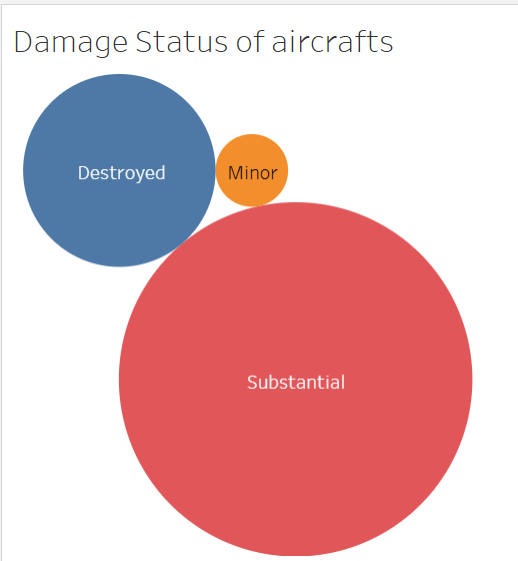 Damage Status of aircrafts
Destroyed
Minor
Substantial